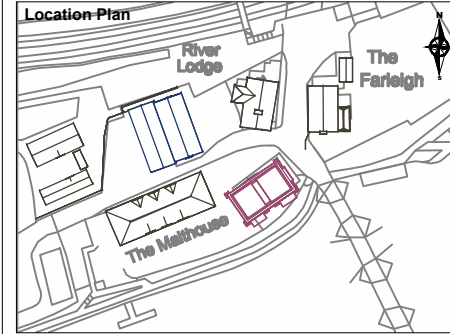 Location Plan
N
River
Lodge
The
Farleigh
S
The Malthouse